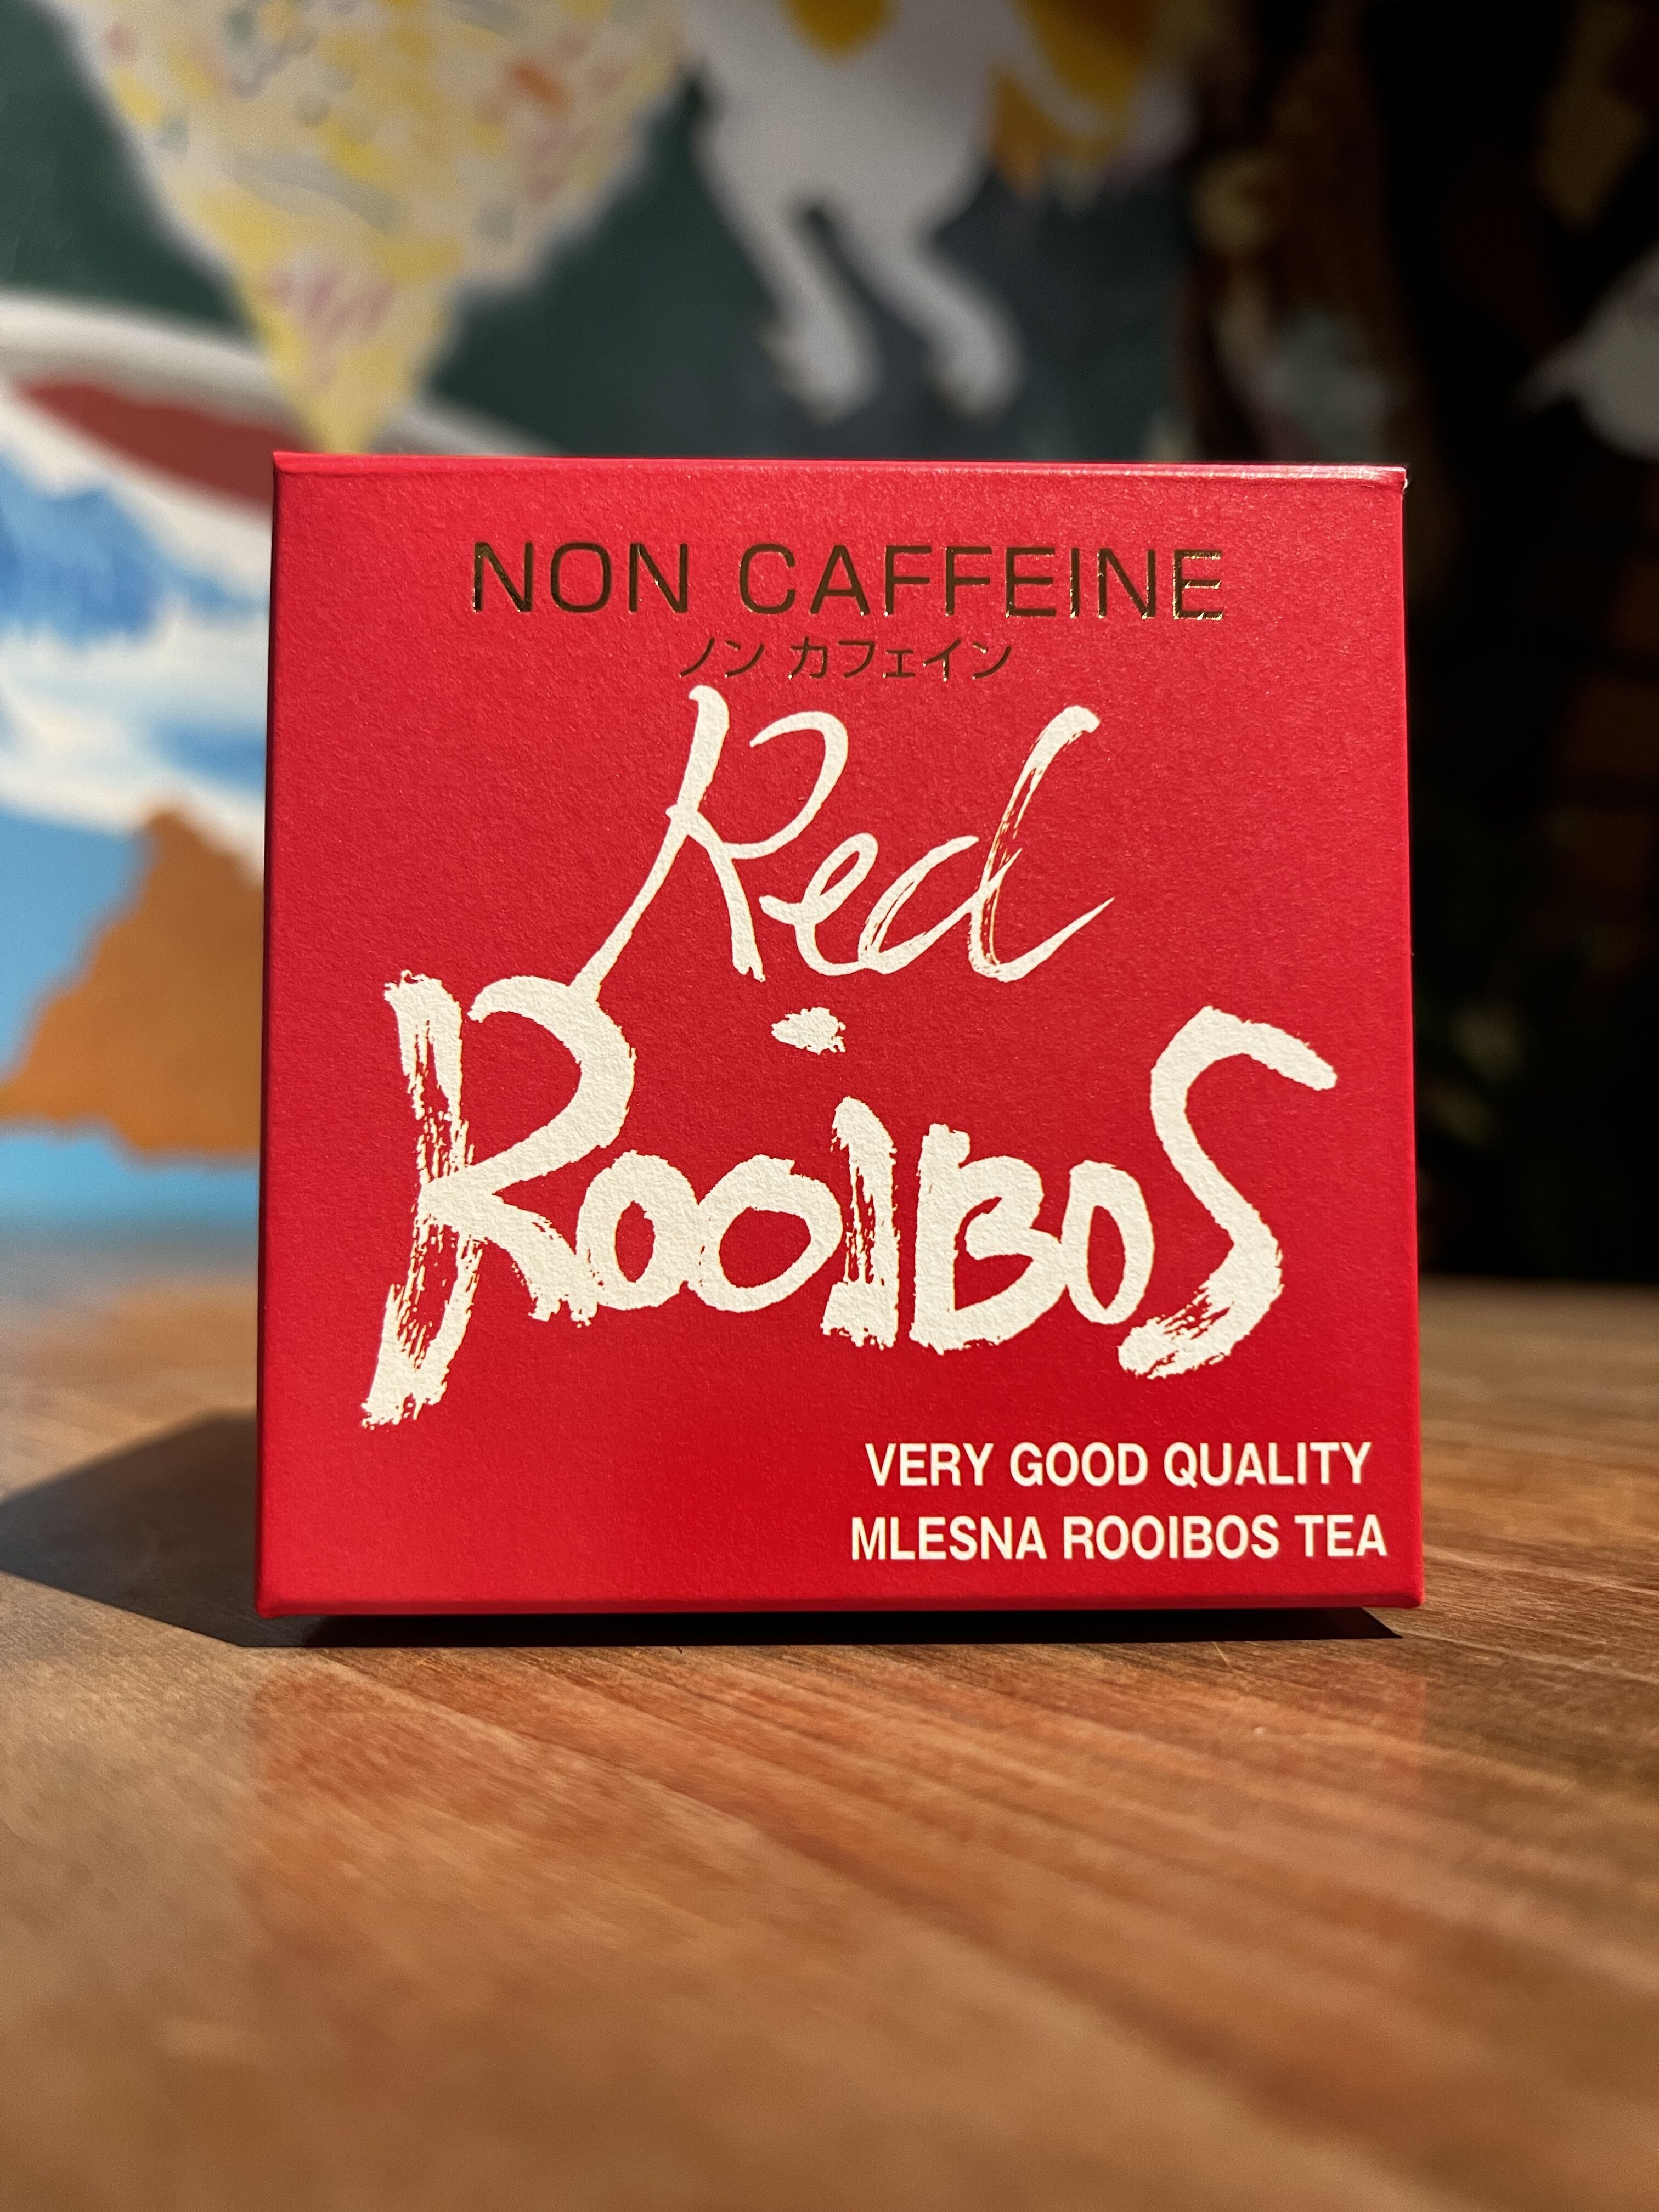 NON CAFFEINE
ノン カフェイン
Red
RooiBoS
VERY GOOD QUALITY
MLESNA ROOIBOS TEA